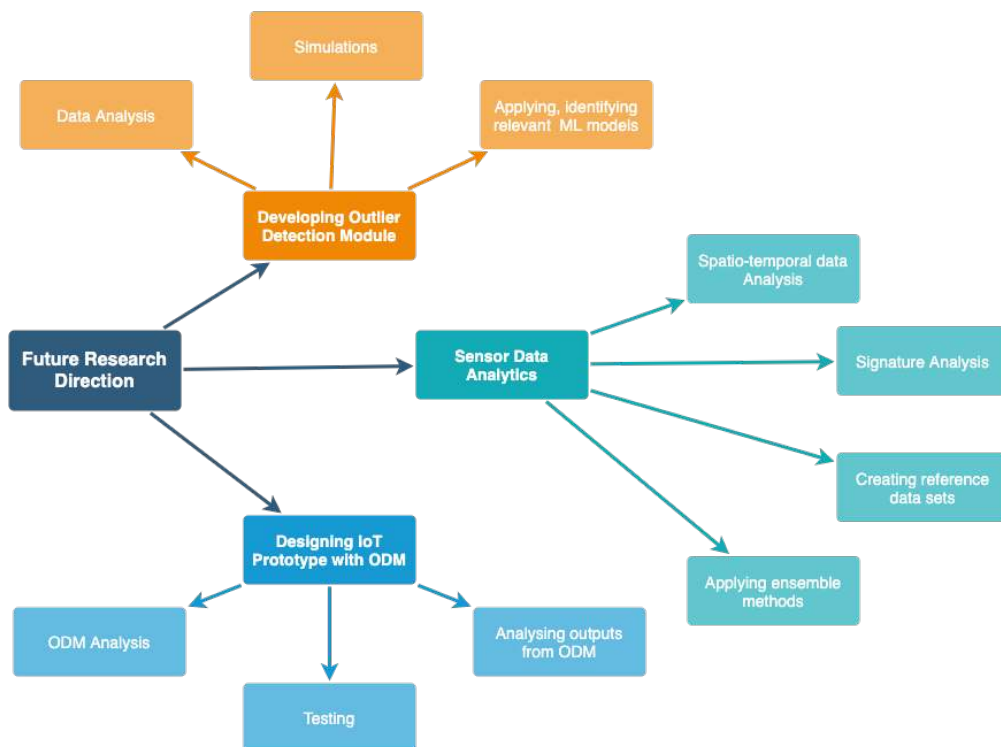 Simulations
Data Analysis
Applying, identifying
relevant ML models
Developing Outlier
Detection Module
Spatio-temporal data
Analysis
Future Research
Direction
Sensor Data
Analytics
Signature Analysis
Creating reference
data sets
Designing IoT
Prototype with ODM
Applying ensemble
methods
ODM Analysis
Analysing outputs
from ODM
Testing